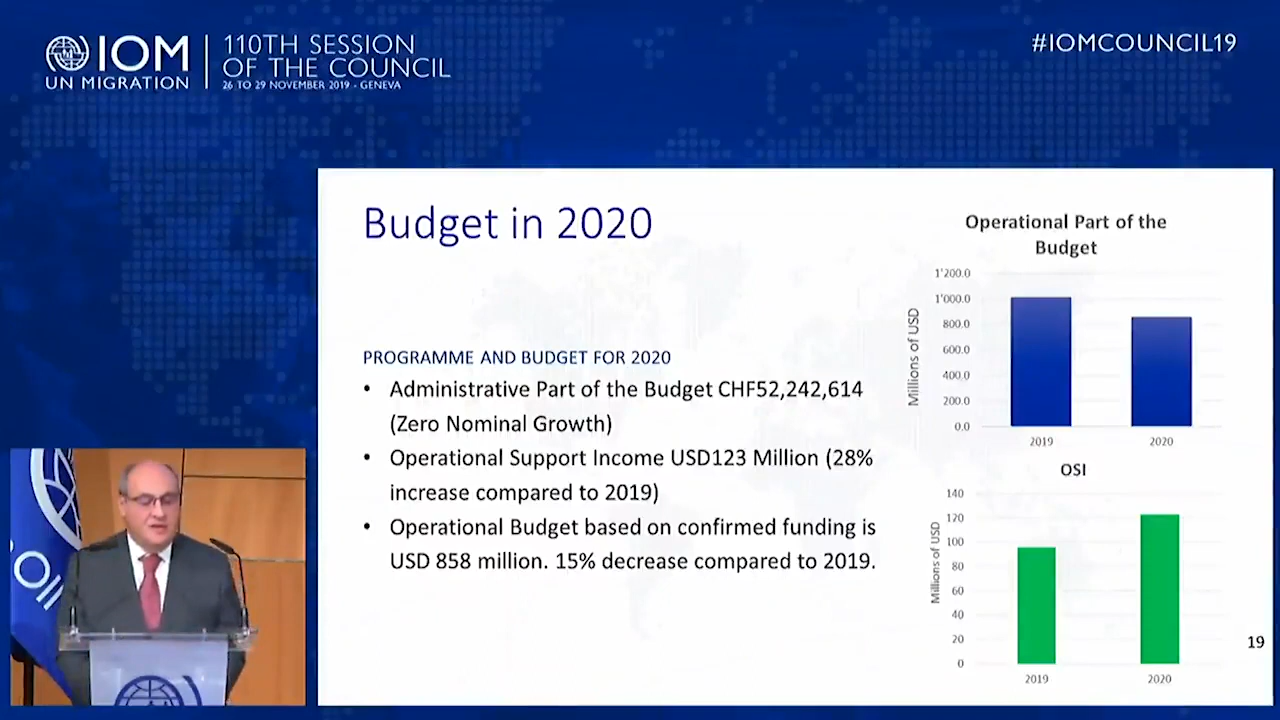 IOM
UN MIGRATION
110TH SESSION
OF THE COUNCIL
26 TO 29 NOVEMBER 2019 - GENEVA
#IOMCOUNCIL19
Budget in 2020
PROGRAMME AND BUDGET FOR 2020
• Administrative Part of the Budget CHF52,242,614
(Zero Nominal Growth)
• Operational Support Income USD123 Million (28%
increase compared to 2019)
• Operational Budget based on confirmed funding is
USD 858 million. 15% decrease compared to 2019.
Operational Part of the
Budget
Millions of USD
1'200.0
1'000.0
800.0
600.0
400.0
200.0
0.0
2019 2020
OSI
Millions of USD
140
120
100
80
60
40
20
0
2019 2020
19